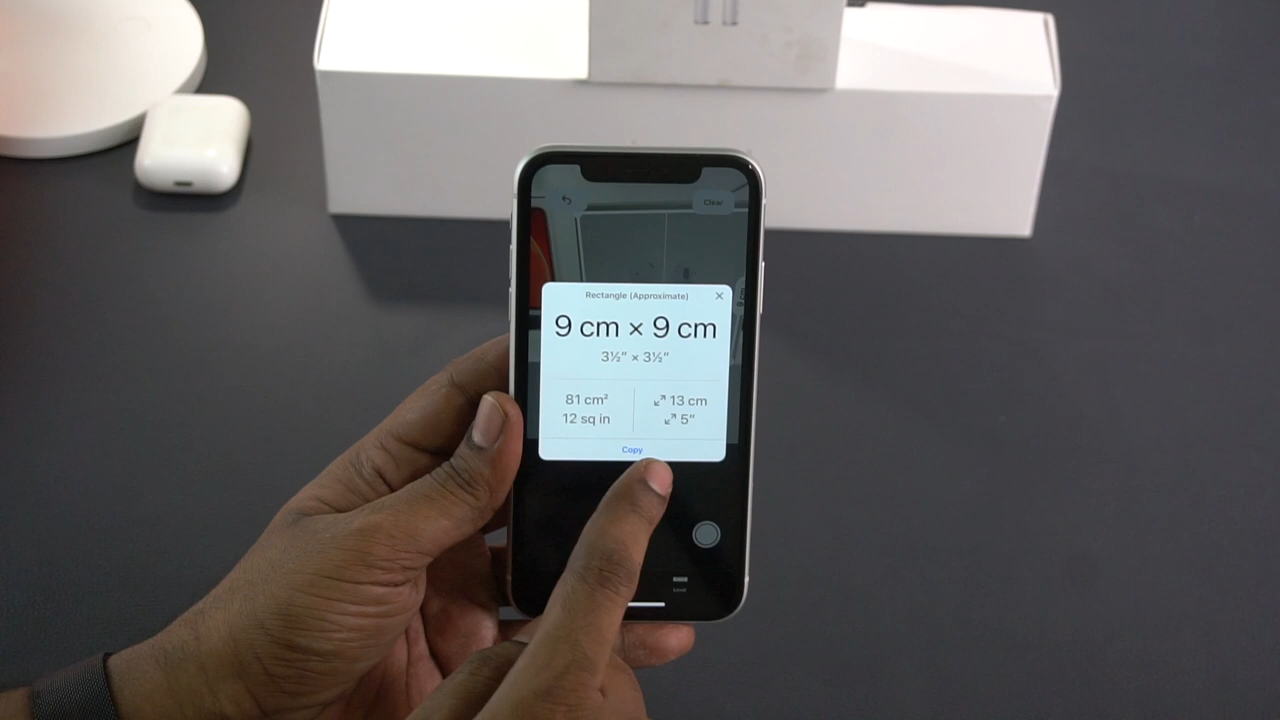 Clear
Rectangle (Approximate)
9 cm × 9 cm
3½″ × 3½″
81 cm²
12 sq in
13 cm
5″
Copy
Level